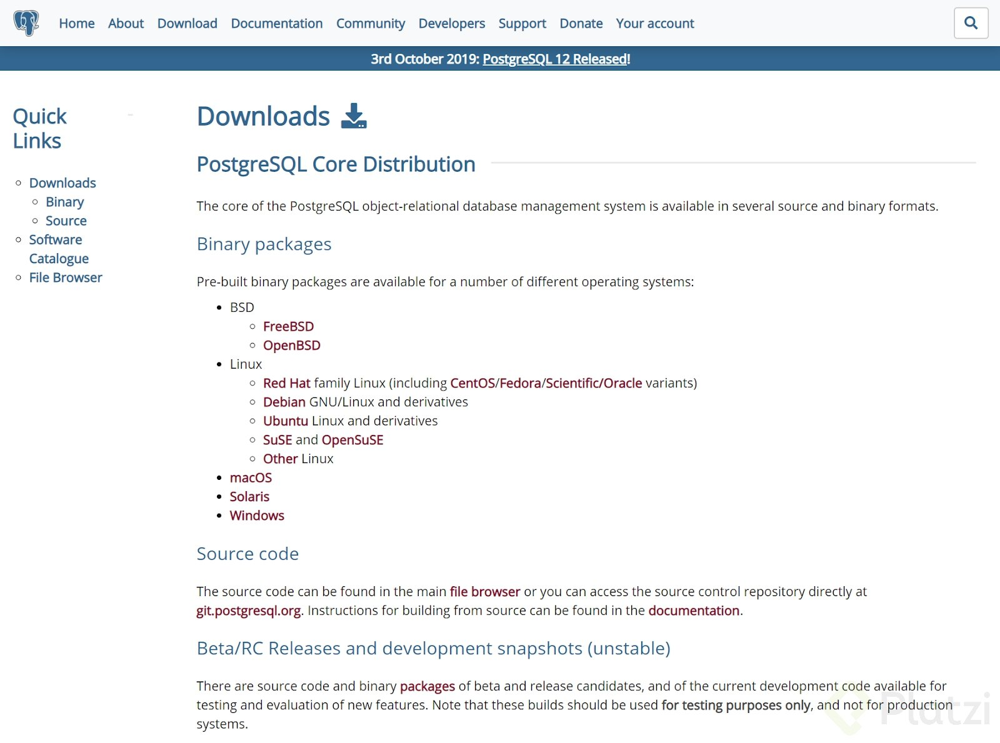 Home About Download Documentation Community Developers Support Donate Your account
3rd October 2019: PostgreSQL 12 Released!
Quick
Links
Downloads
Binary
Source
Software
Catalogue
File Browser
Downloads
PostgreSQL Core Distribution
The core of the PostgreSQL object-relational database management system is available in several source and binary formats.
Binary packages
Pre-built binary packages are available for a number of different operating systems:
BSD
FreeBSD
OpenBSD
Linux
Red Hat family Linux (including CentOS/Fedora/Scientific/Oracle variants)
Debian GNU/Linux and derivatives
Ubuntu Linux and derivatives
SuSE and OpenSuSE
Other Linux
macOS
Solaris
Windows
Source code
The source code can be found in the main file browser or you can access the source control repository directly at
git.postgresql.org. Instructions for building from source can be found in the documentation.
Beta/RC Releases and development snapshots (unstable)
There are source code and binary packages of beta and release candidates, and of the current development code available for
testing and evaluation of new features. Note that these builds should be used for testing purposes only, and not for production
systems.
Platzi